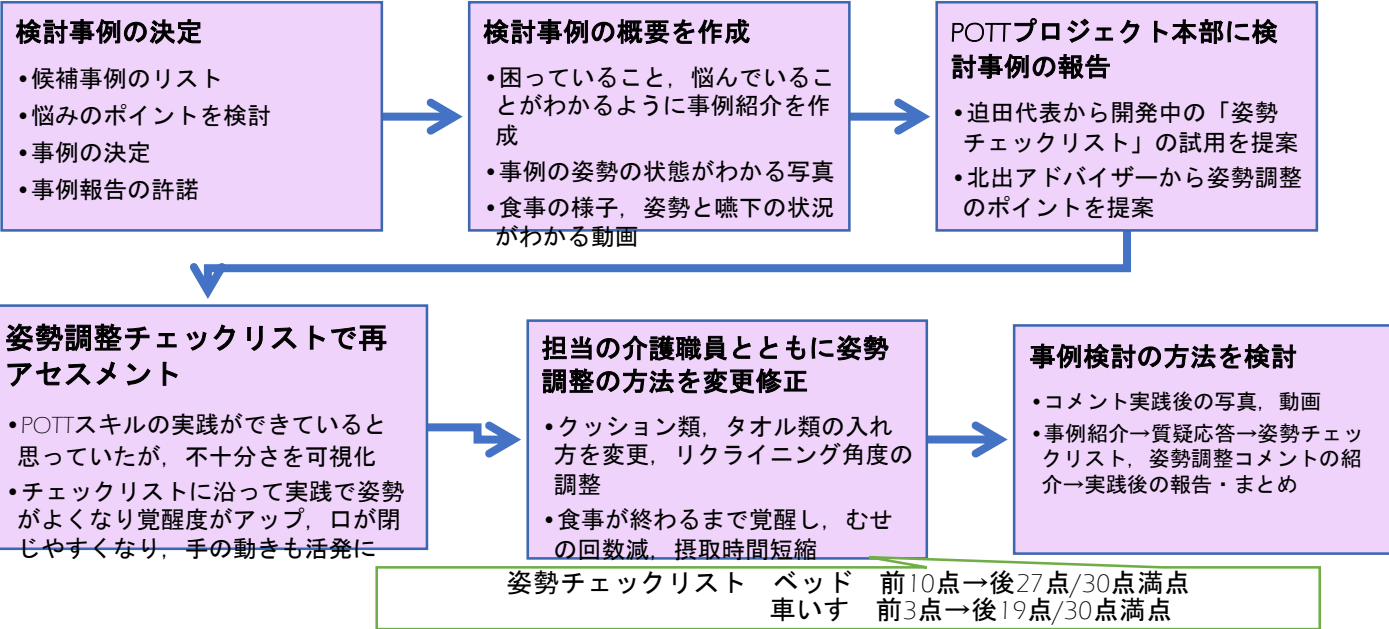 検討事例の決定
•候補事例のリスト
•悩みのポイントを検討
•事例の決定
•事例報告の許諾
検討事例の概要を作成
•困っていること，悩んでいるこ
とがわかるように事例紹介を作
成
•事例の姿勢の状態がわかる写真
•食事の様子，姿勢と嚥下の状況
がわかる動画
POTTプロジェクト本部に検
討事例の報告
•迫田代表から開発中の「姿勢
チェックリスト」の試用を提案
•北出アドバイザーから姿勢調整
のポイントを提案
姿勢調整チェックリストで再
アセスメント
•POTTスキルの実践ができていると
思っていたが，不十分さを可視化
•チェックリストに沿って実践で姿勢
がよくなり覚醒度がアップ，口が閉
じやすくなり，手の動きも活発に
担当の介護職員とともに姿勢
調整の方法を変更修正
•クッション類，タオル類の入れ
方を変更，リクライニング角度の
調整
•食事が終わるまで覚醒し，むせ
の回数減，摂取時間短縮
事例検討の方法を検討
•コメント実践後の写真，動画
•事例紹介→質疑応答→姿勢チェッ
クリスト，姿勢調整コメントの紹
介→実践後の報告・まとめ
姿勢チェックリスト　ベッド　前10点→後27点/30点満点
車いす　前3点→後19点/30点満点